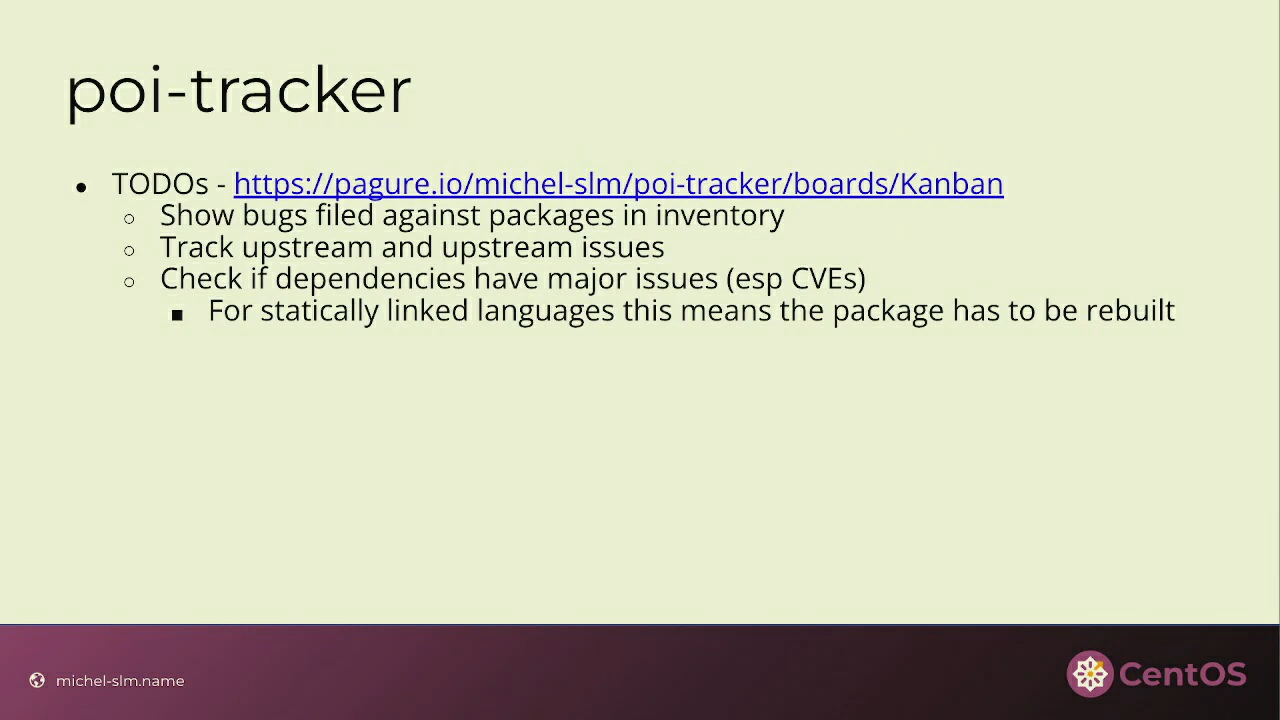 poi-tracker
● TODOs - https://pagure.io/michel-slm/poi-tracker/boards/Kanban
○ Show bugs filed against packages in inventory
○ Track upstream and upstream issues
○ Check if dependencies have major issues (esp CVEs)
■ For statically linked languages this means the package has to be rebuilt
michel-slm.name
CentOS